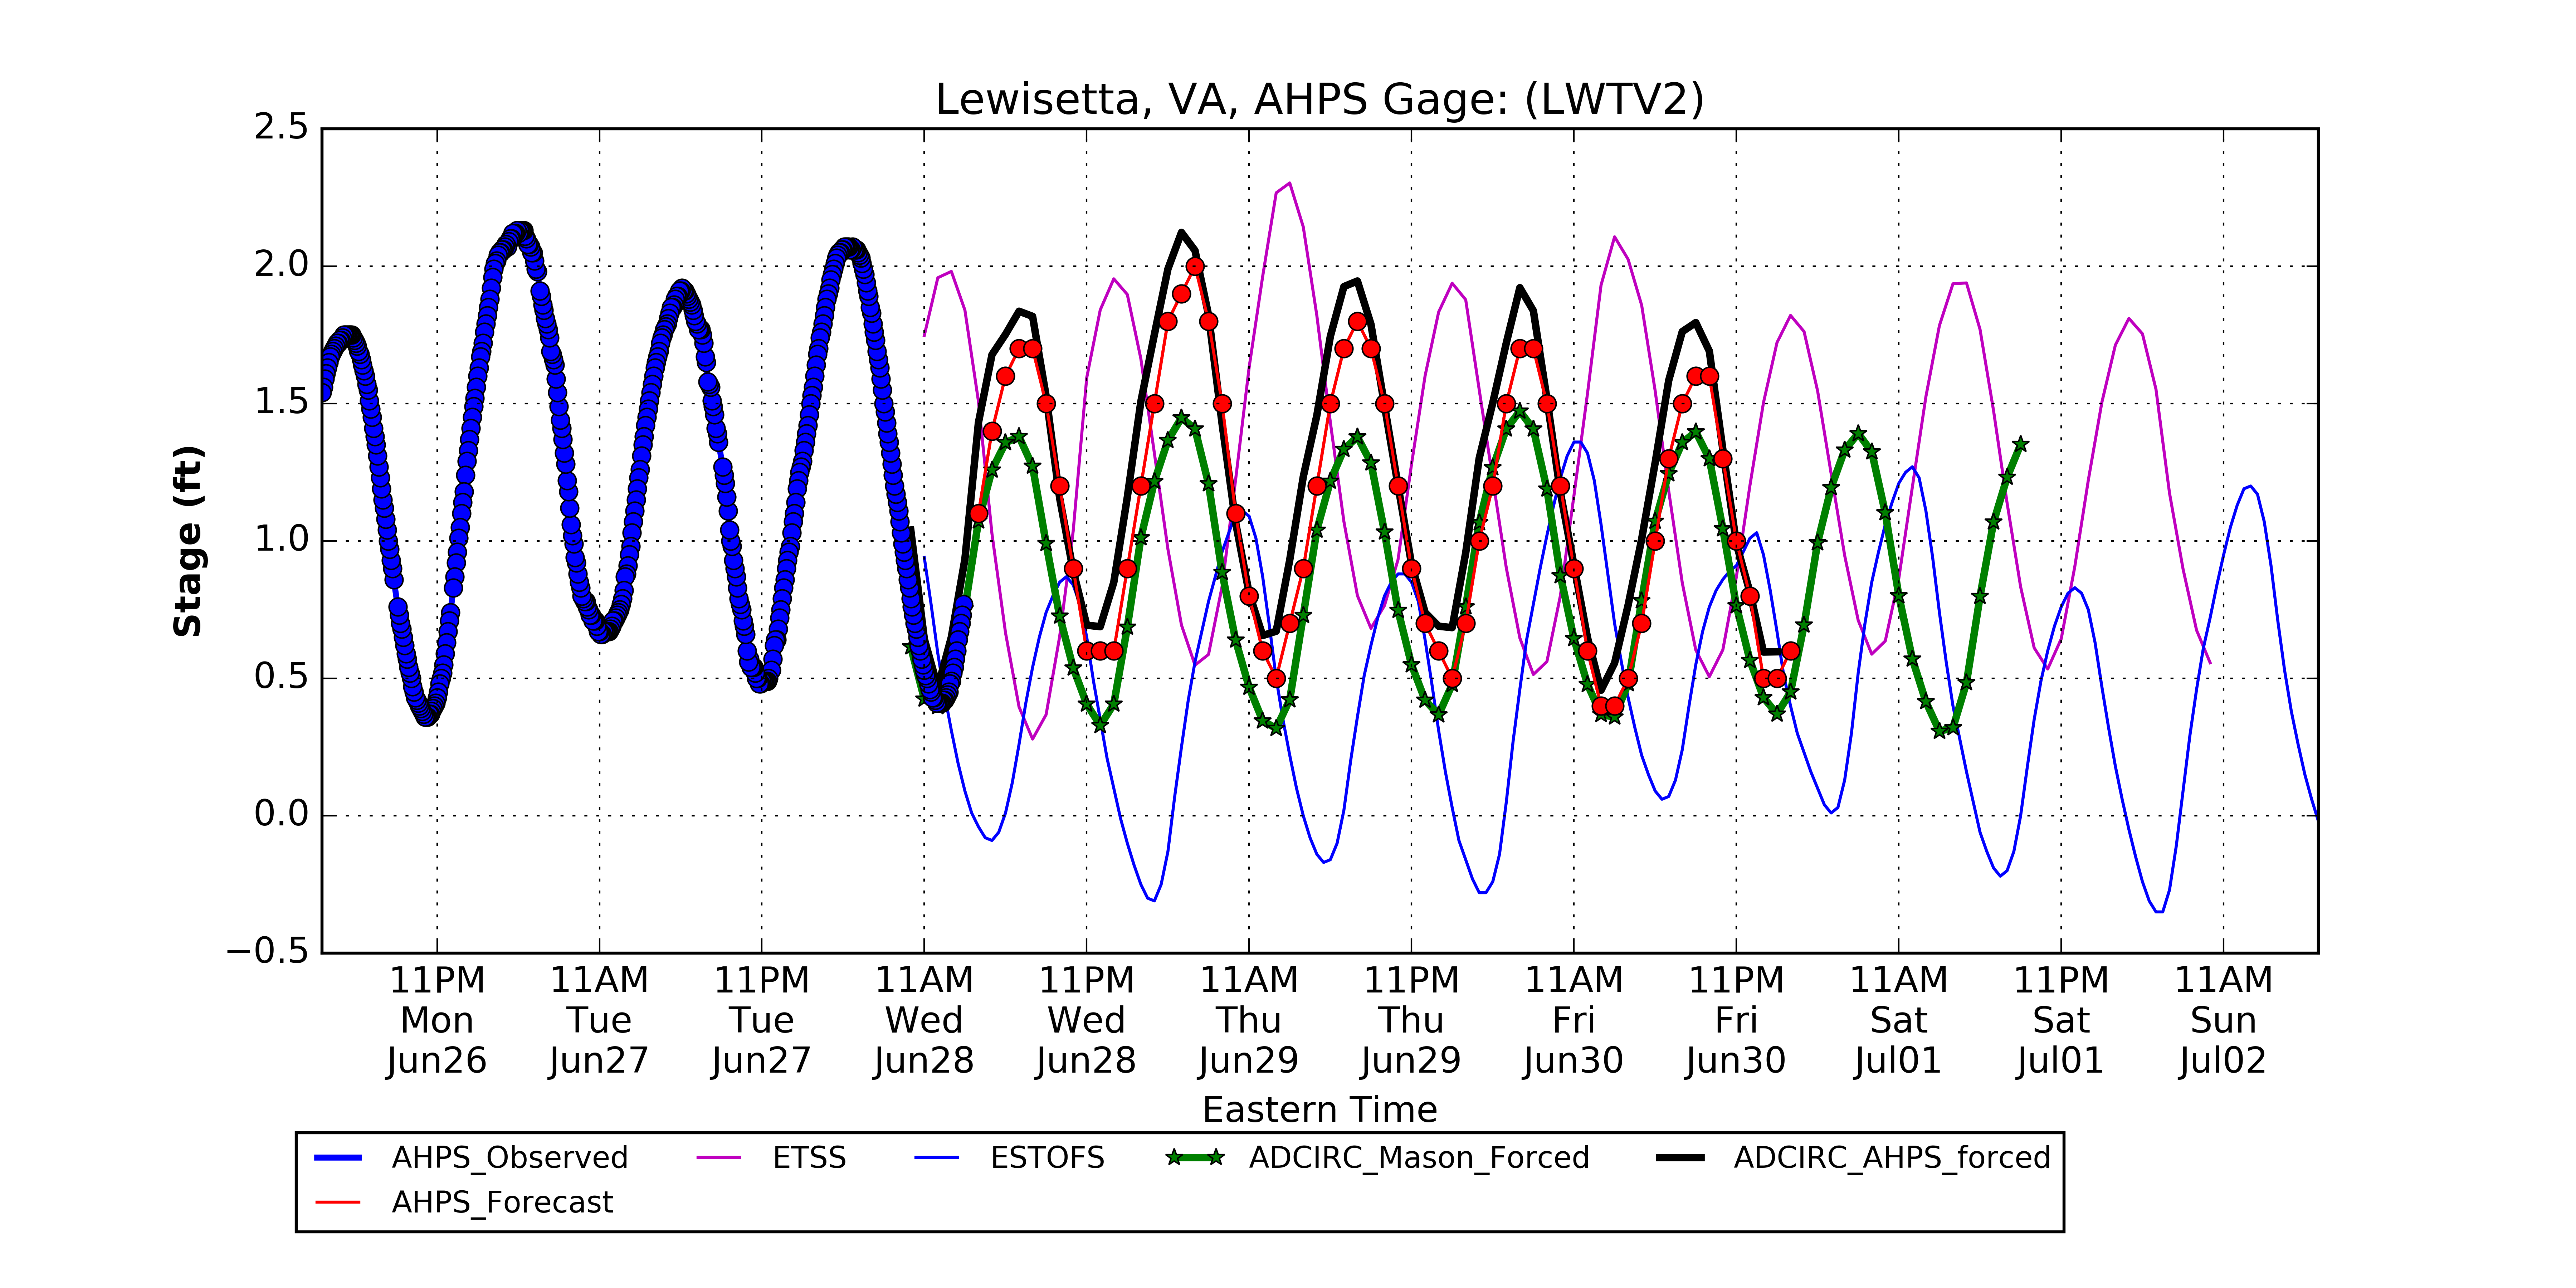 Lewisetta, VA, AHPS Gage: (LWTV2)
2.5
2.0
1.5
1.0
0.5
0.0
−0.5
Stage (ft)
11PM 11AM 11PM 11AM 11PM 11AM 11PM 11AM 11PM 11AM 11PM 11AM
Mon Tue Tue Wed Wed Thu Thu Fri Fri Sat Sat Sun
Jun26 Jun27 Jun27 Jun28 Jun28 Jun29 Jun29 Jun30 Jun30 Jul01 Jul01 Jul02
Eastern Time
AHPS_Observed ETSS ESTOFS ADCIRC_Mason_Forced ADCIRC_AHPS_forced
AHPS_Forecast